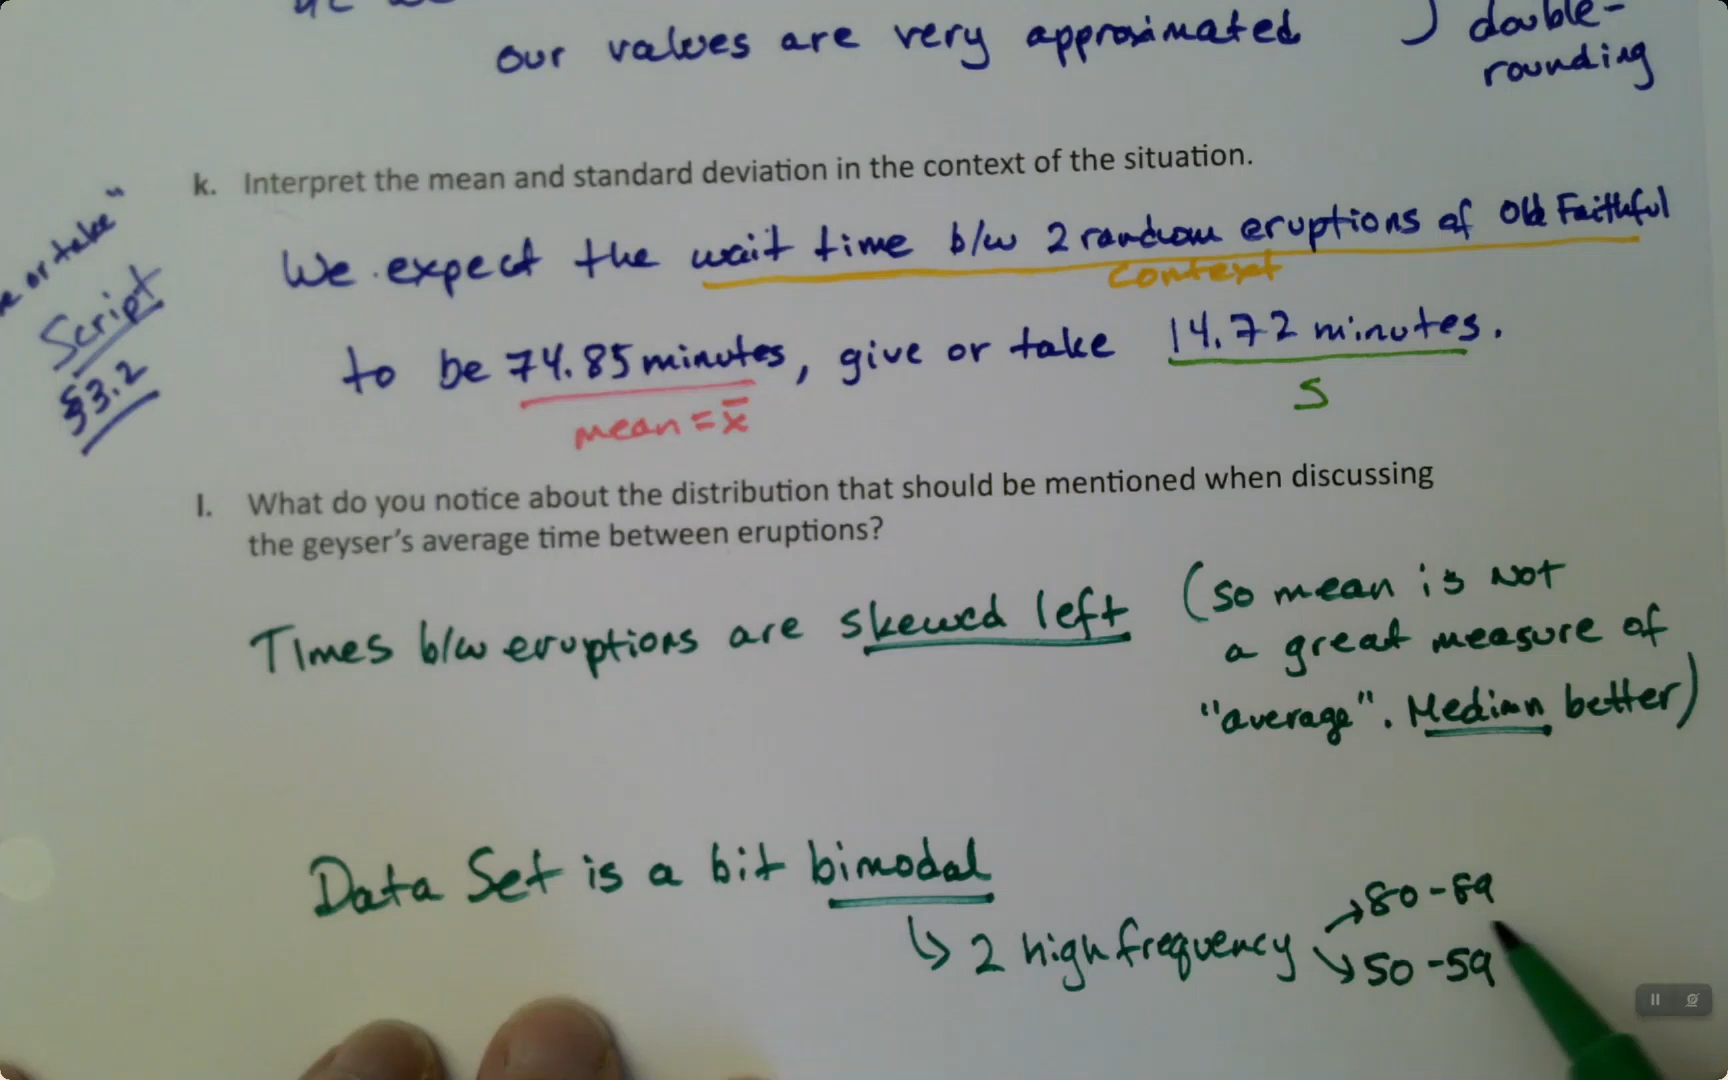 our values are very approximated
double-
rounding
or take"
Script
§3.2
k. Interpret the mean and standard deviation in the context of the situation.
We expect the wait time b/w 2 random eruptions of Old Faithful
context
to be 74.85 minutes, give or take 14.72 minutes.
mean = x̄
S
l. What do you notice about the distribution that should be mentioned when discussing
the geyser's average time between eruptions?
Times b/w eruptions are skewed left
(so mean is not
a great measure of
"average". Median better)
Data Set is a bit bimodal
↳ 2 high frequency
→ 80-89
↘ 50-59